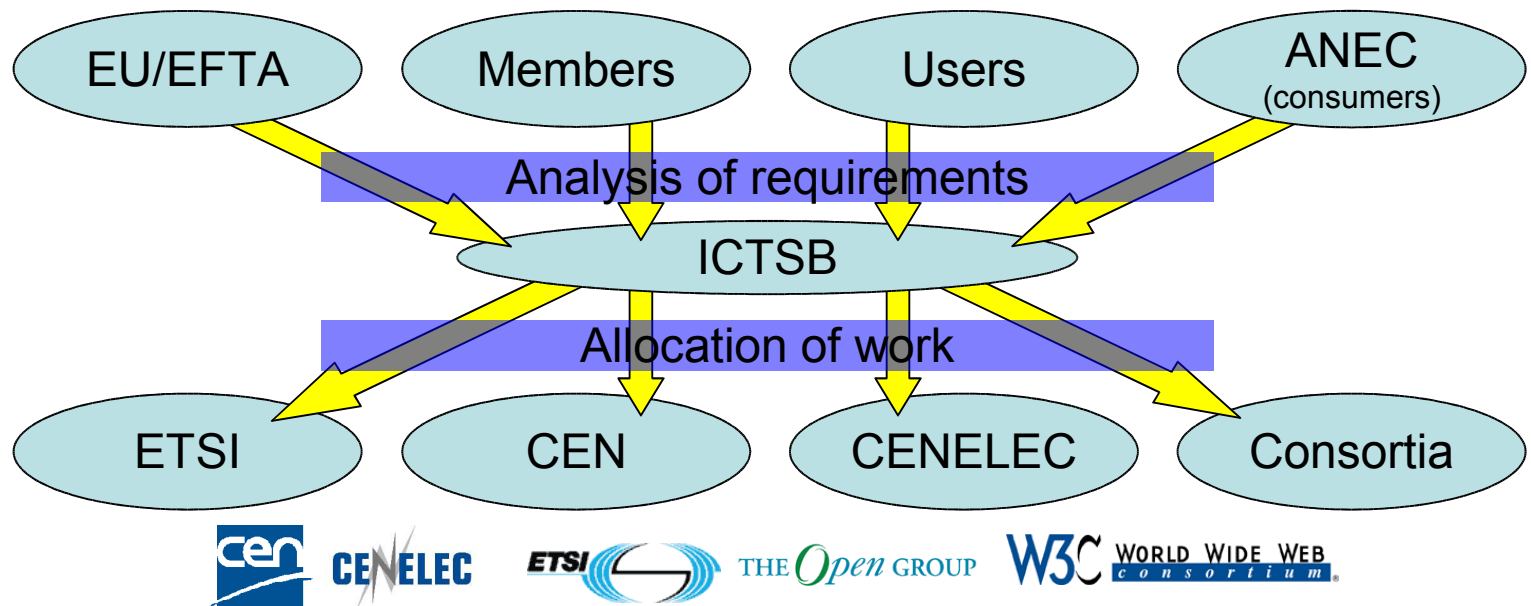 EU/EFTA
Members
Users
ANEC
(consumers)
Analysis of requirements
ICTSB
Allocation of work
ETSI
CEN
CENELEC
Consortia
cen
CENELEC
ETSI
THE Open GROUP
W3C WORLD WIDE WEB
consortium